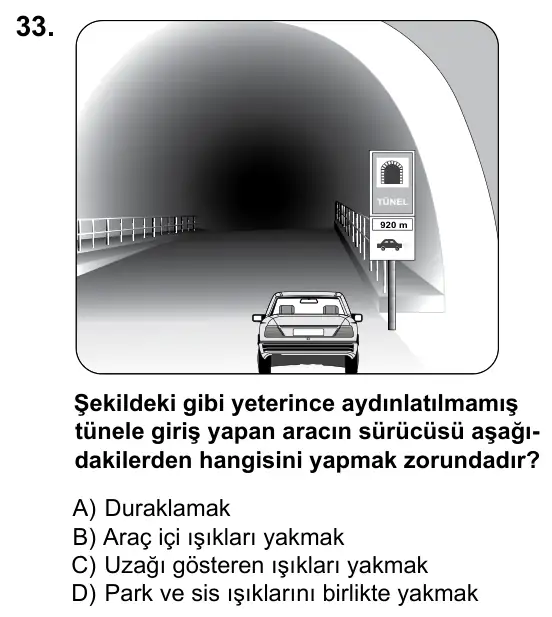 33.
TÜNEL
920 m
Şekildeki gibi yeterince aydınlatılmamış
tünele giriş yapan aracın sürücüsü aşağı-
dakilerden hangisini yapmak zorundadır?
A) Duraklamak
B) Araç içi ışıkları yakmak
C) Uzağı gösteren ışıkları yakmak
D) Park ve sis ışıklarını birlikte yakmak